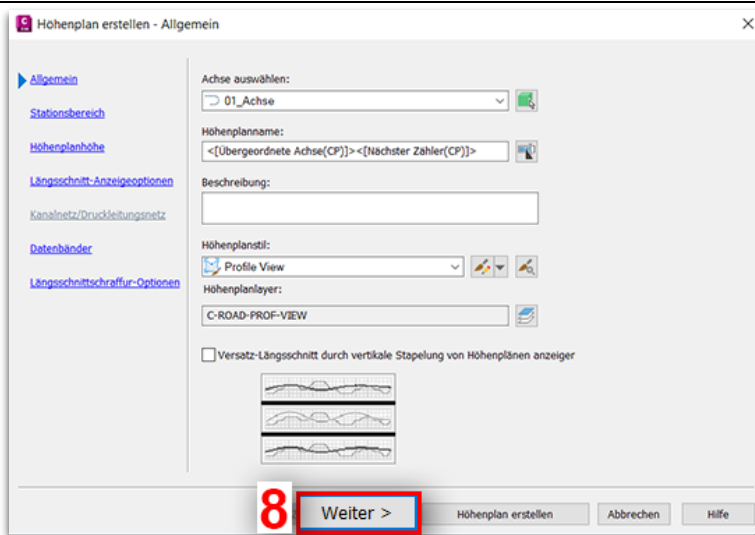 Höhenplan erstellen - Allgemein
Allgemein
Stationsbereich
Höhenplanhöhe
Längsschnitt-Anzeigeoptionen
Kanalnetz/Druckleitungsnetz
Datenbänder
Längsschnittschraffur-Optionen
Achse auswählen:
01_Achse
Höhenplanname:
<[Übergeordnete Achse(CP)]><[Nächster Zähler(CP)]>
Beschreibung:
Höhenplanstil:
Profile View
Höhenplanlayer:
C-ROAD-PROF-VIEW
Versatz-Längsschnitt durch vertikale Stapelung von Höhenplänen anzeiger
8
Weiter >
Höhenplan erstellen
Abbrechen
Hilfe